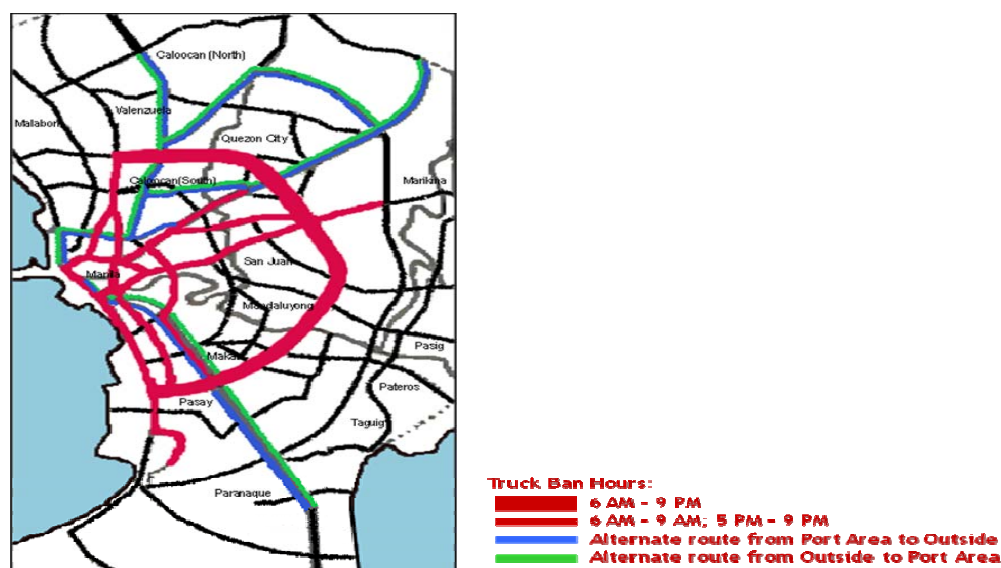 Caloocan (North)
Valenzuela
Malabon
Quezon City
Caloocan(South)
Marikina
San Juan
Manila
Mandaluyong
Pasig
Makati
Pateros
Pasay
Taguig
Paranaque
Truck Ban Hours:
6 AM - 9 PM
6 AM - 9 AM; 5 PM - 9 PM
Alternate route from Port Area to Outside
Alternate route from Outside to Port Area